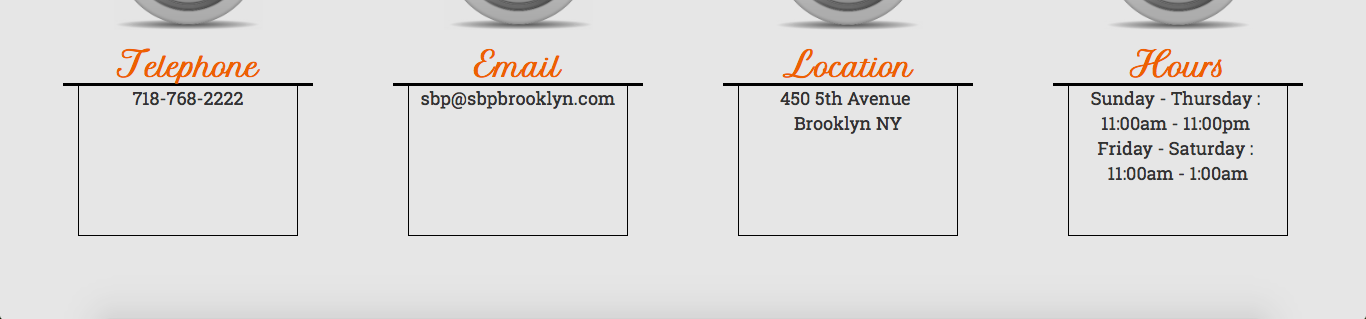 Telephone
718-768-2222
Email
sbp@sbpbrooklyn.com
Location
450 5th Avenue
Brooklyn NY
Hours
Sunday - Thursday :
11:00am - 11:00pm
Friday - Saturday :
11:00am - 1:00am